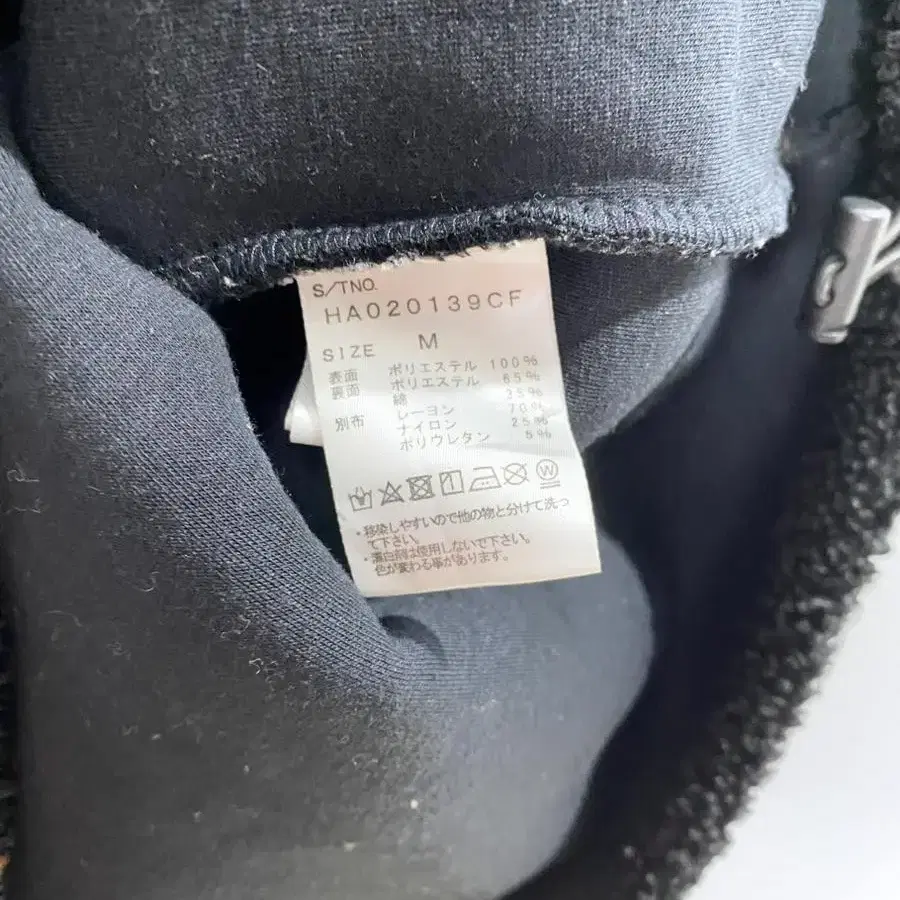 S/TNO.
HA020139CF
SIZE M
表面 ポリエステル 100%
裏面 ポリエステル 65%
綿 35%
別布 レーヨン 70%
ナイロン 25%
ポリウレタン 5%
W
・移染しやすいので他の物と分けて洗っ
て下さい。
・漂白剤は使用しないで下さい。
色が変わる事が有ります。